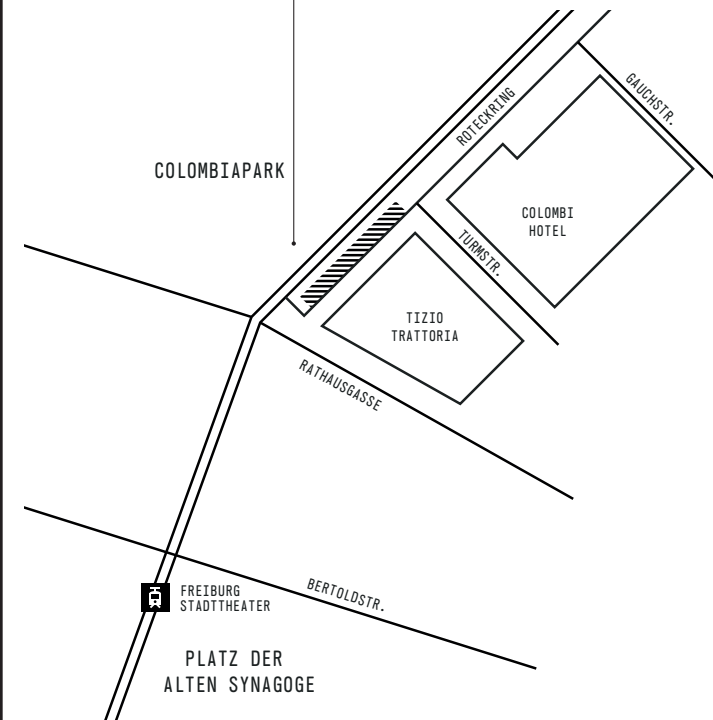 GAUCHSTR.
ROTECKRING
COLOMBIAPARK
COLOMBI
HOTEL
TURMSTR.
TIZIO
TRATTORIA
RATHAUSGASSE
BERTOLDSTR.
FREIBURG
STADTTHEATER
PLATZ DER
ALTEN SYNAGOGE